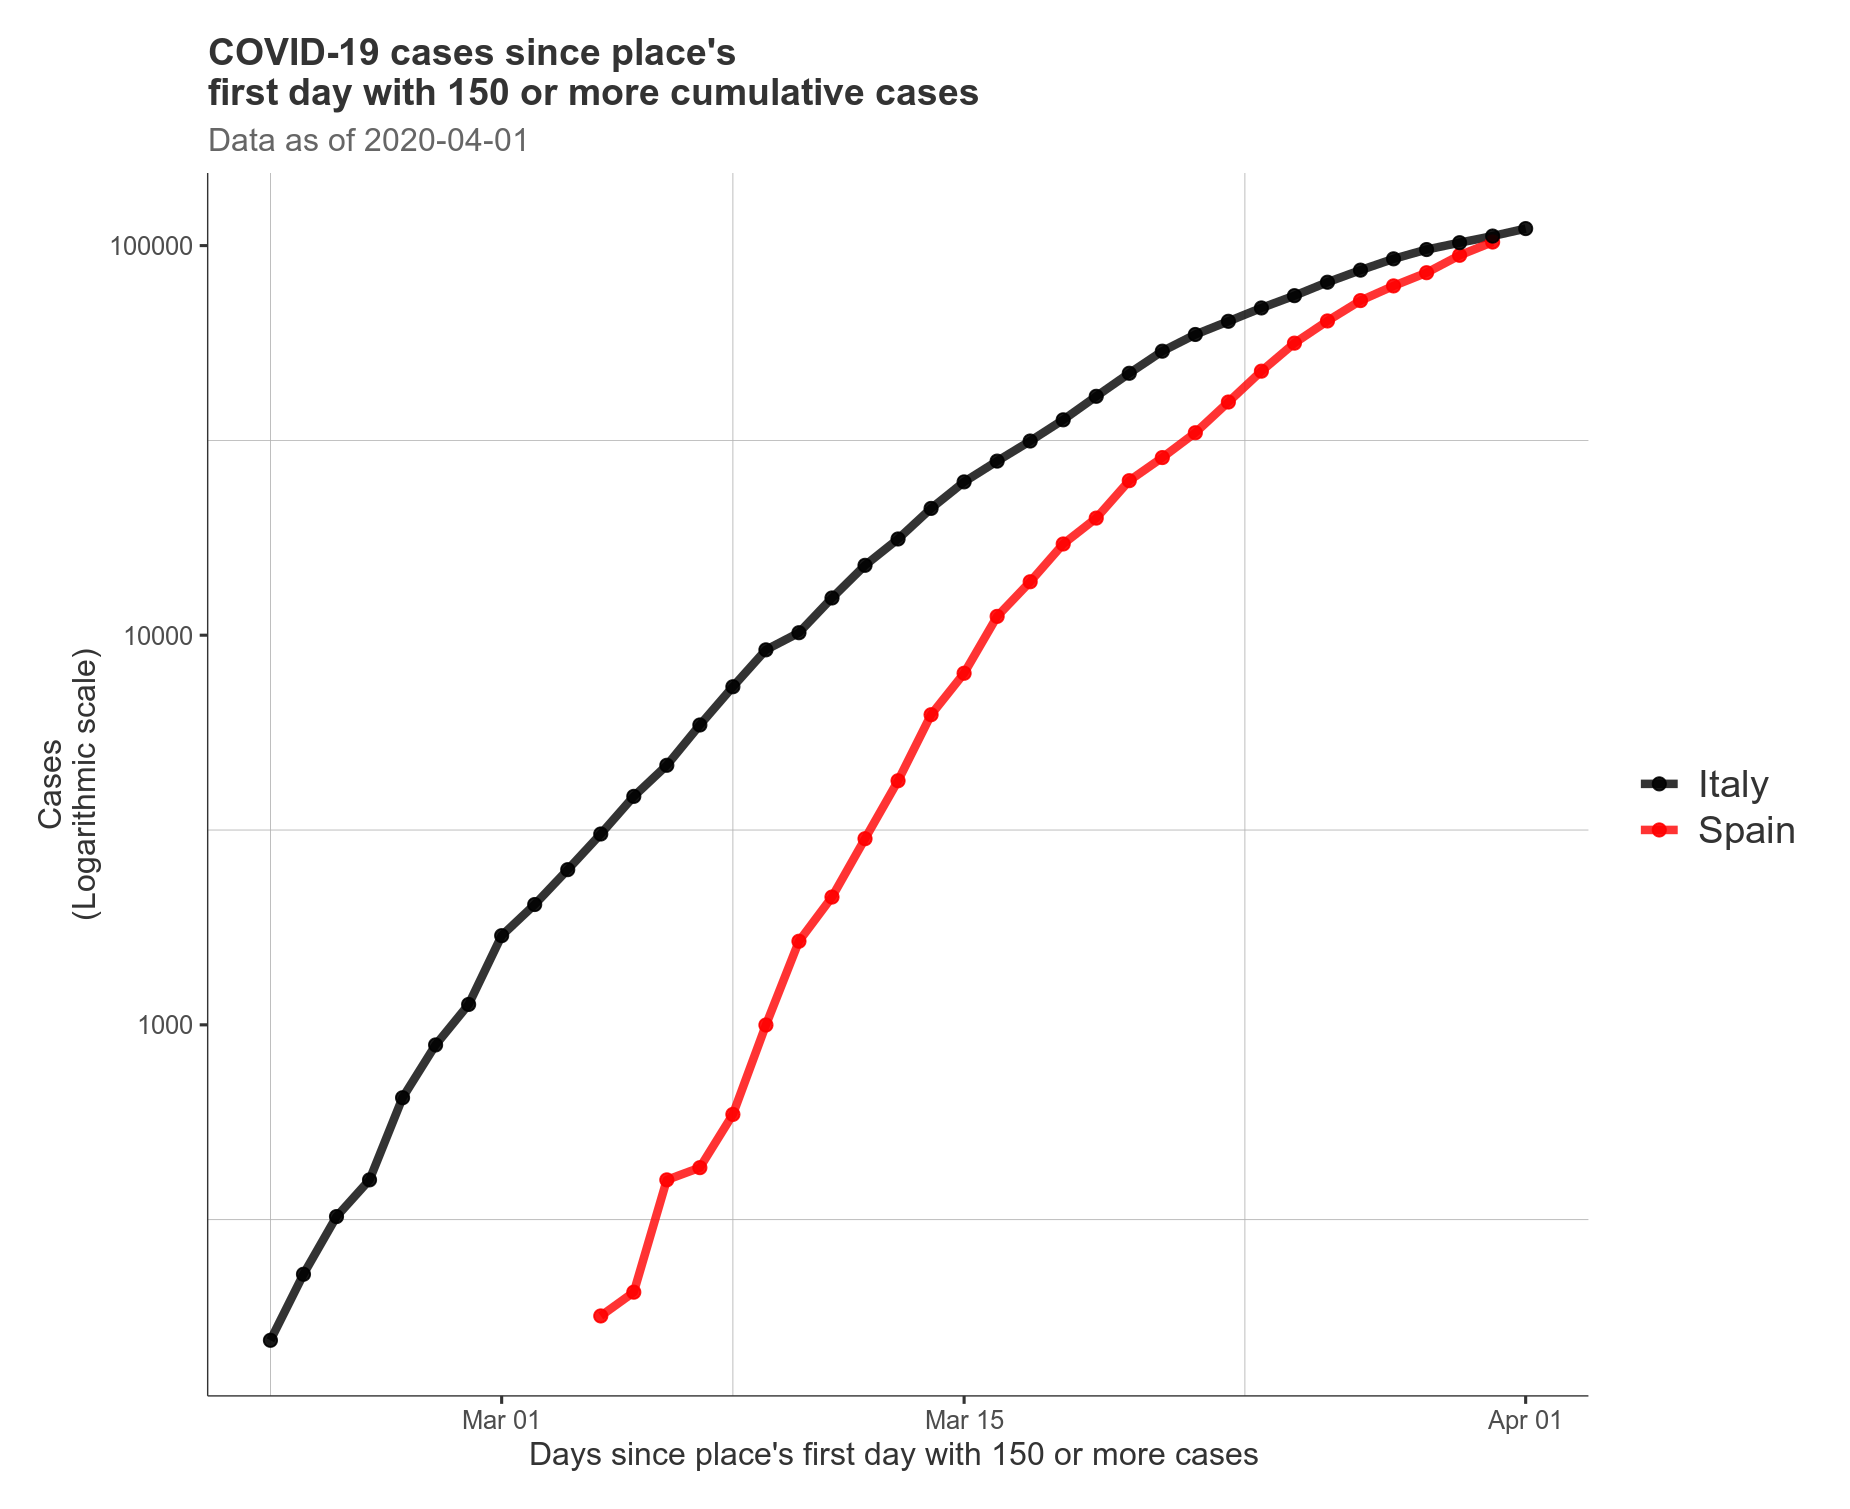 COVID-19 cases since place's
first day with 150 or more cumulative cases
Data as of 2020-04-01
Cases
(Logarithmic scale)
100000
10000
1000
Italy
Spain
Mar 01
Mar 15
Apr 01
Days since place's first day with 150 or more cases